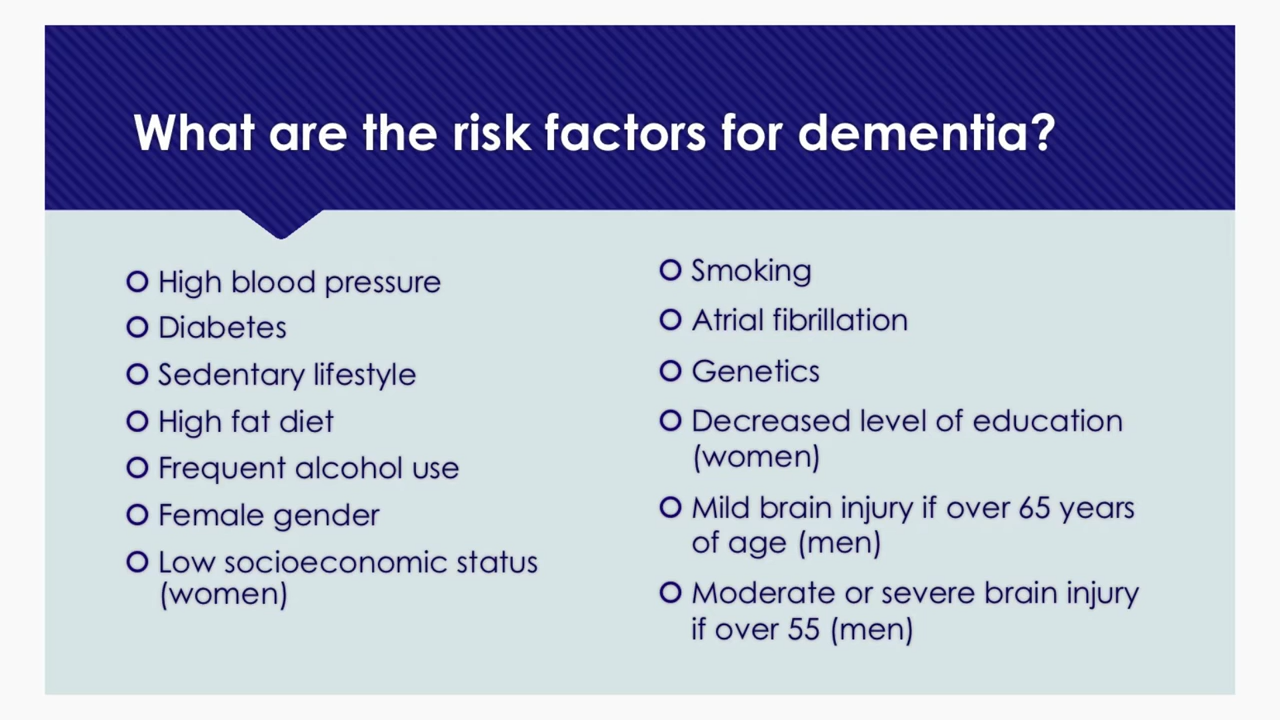 What are the risk factors for dementia?
High blood pressure
Diabetes
Sedentary lifestyle
High fat diet
Frequent alcohol use
Female gender
Low socioeconomic status
(women)
Smoking
Atrial fibrillation
Genetics
Decreased level of education
(women)
Mild brain injury if over 65 years
of age (men)
Moderate or severe brain injury
if over 55 (men)